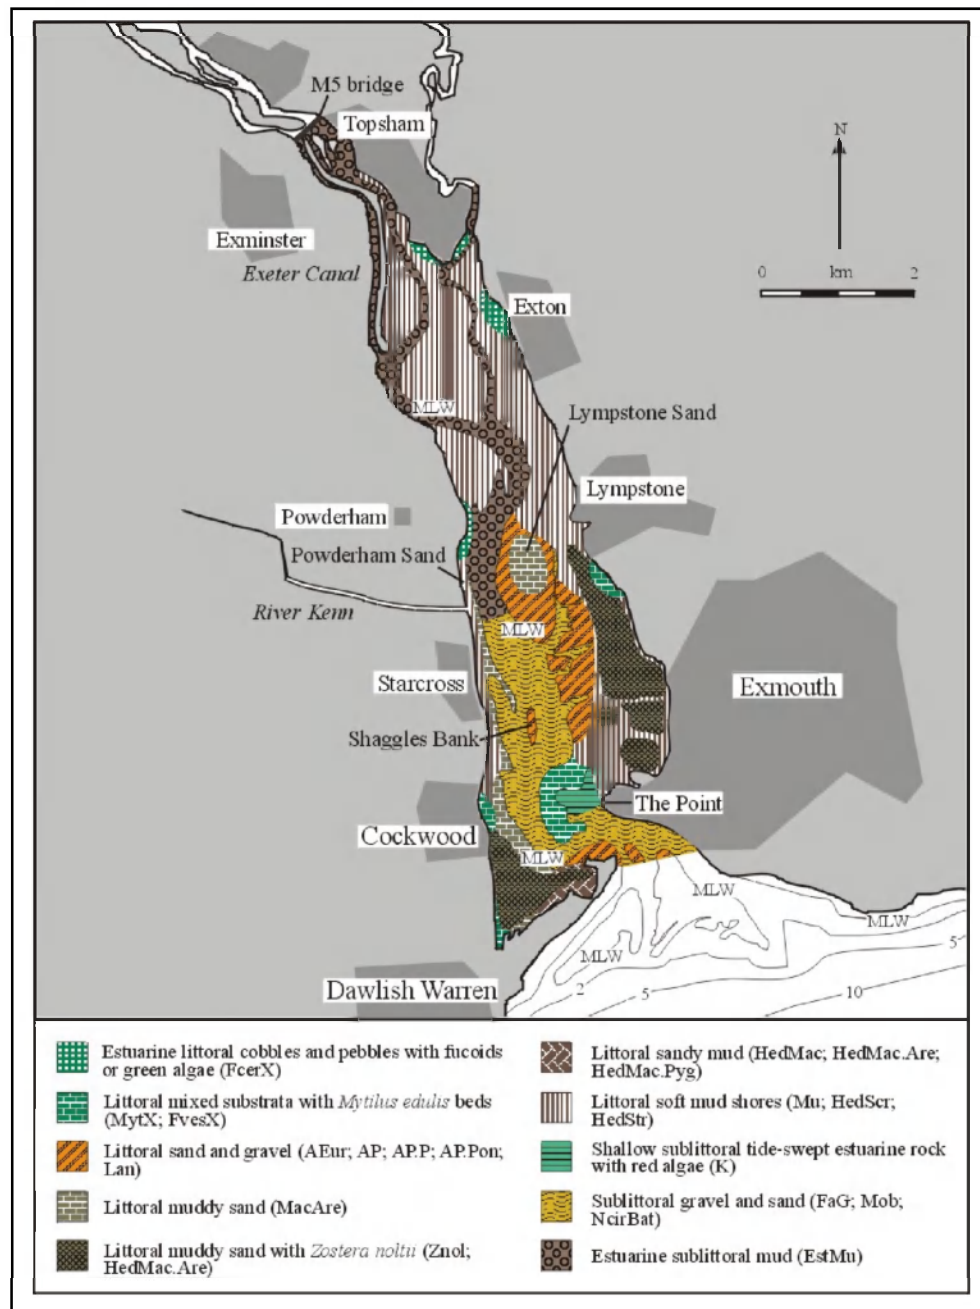 M5 bridge
Topsham
N
Exminster
Exeter Canal
0 km 2
Exton
MLW
Lympstone Sand
Lympstone
Powderham
Powderham Sand
River Kenn
MLW
Starcross
Exmouth
Shaggles Bank
The Point
Cockwood
MLW
MLW
MLW
MLW
5
Dawlish Warren
2
5
10
Estuarine littoral cobbles and pebbles with fucoids
or green algae (FcerX)
Littoral mixed substrata with Mytilus edulis beds
(MytX; FvesX)
Littoral sand and gravel (AEur; AP; AP.P; AP.Pon;
Lan)
Littoral muddy sand (MacAre)
Littoral muddy sand with Zostera noltii (Znol;
HedMac.Are)
Littoral sandy mud (HedMac; HedMac.Are;
HedMac.Pyg)
Littoral soft mud shores (Mu; HedScr;
HedStr)
Shallow sublittoral tide-swept estuarine rock
with red algae (K)
Sublittoral gravel and sand (FaG; Mob;
NcirBat)
Estuarine sublittoral mud (EstMu)